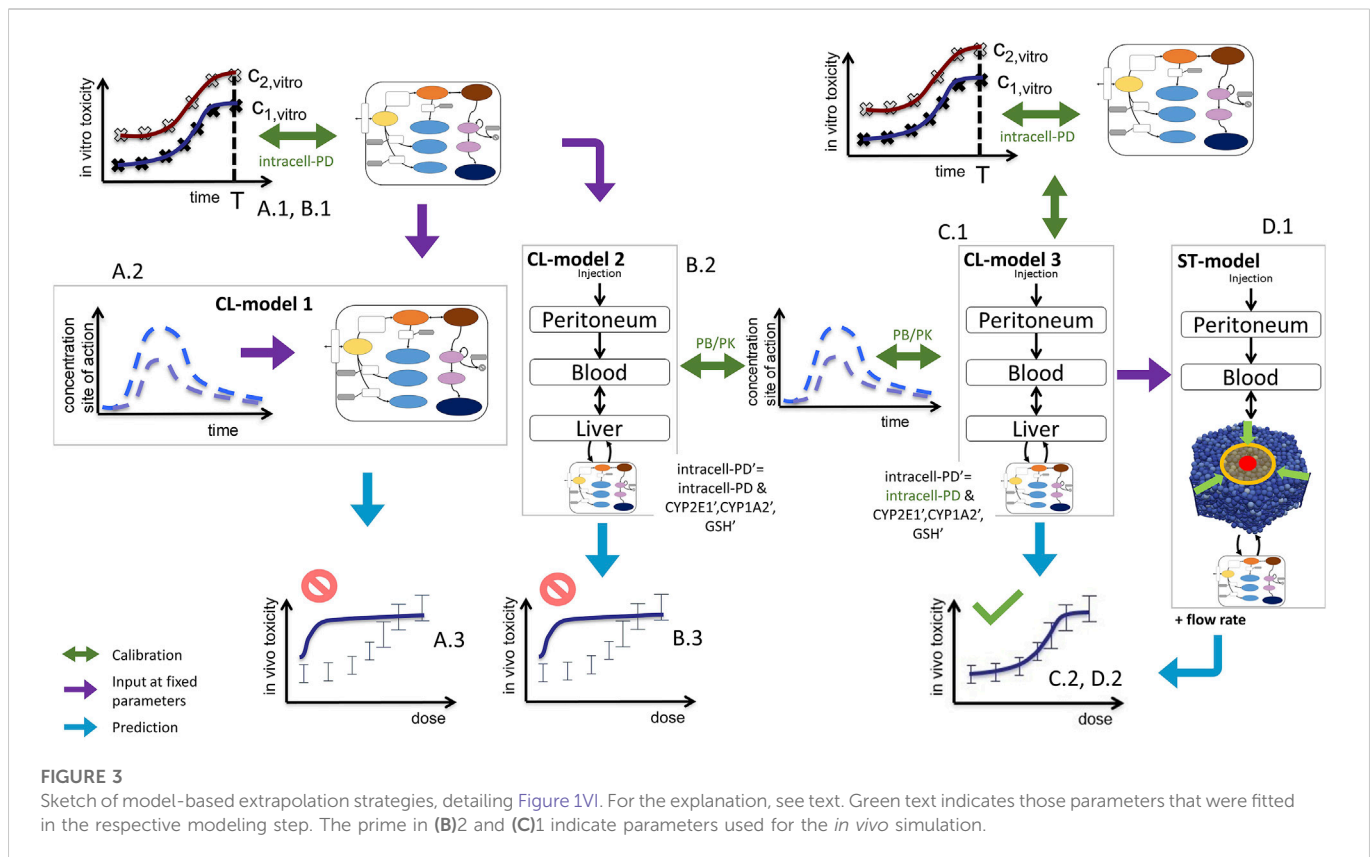 in vitro toxicity
C2,vitro
C1,vitro
intracell-PD
time
T
A.1, B.1
in vitro toxicity
C2,vitro
C1,vitro
intracell-PD
time
T
A.2
CL-model 1
concentration
site of action
time
CL-model 2
Injection
Peritoneum
Blood
Liver
B.2
PB/PK
intracell-PD'=
intracell-PD &
CYP2E1',CYP1A2',
GSH'
concentration
site of action
time
PB/PK
C.1
CL-model 3
Injection
Peritoneum
Blood
Liver
intracell-PD'=
intracell-PD &
CYP2E1',CYP1A2',
GSH'
D.1
ST-model
Injection
Peritoneum
Blood
+ flow rate
in vivo toxicity
A.3
dose
in vivo toxicity
B.3
dose
in vivo toxicity
C.2, D.2
dose
Calibration
Input at fixed
parameters
Prediction
FIGURE 3
Sketch of model-based extrapolation strategies, detailing Figure 1VI. For the explanation, see text. Green text indicates those parameters that were fitted
in the respective modeling step. The prime in (B)2 and (C)1 indicate parameters used for the in vivo simulation.